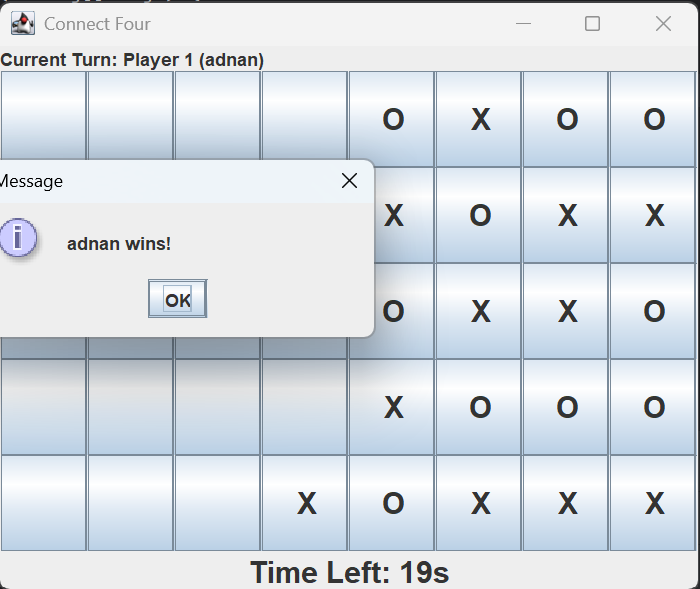 Connect Four
Current Turn: Player 1 (adnan)
O X O O
Message
X O X X
adnan wins!
OK
O X X O
X O O O
X O X X X
Time Left: 19s